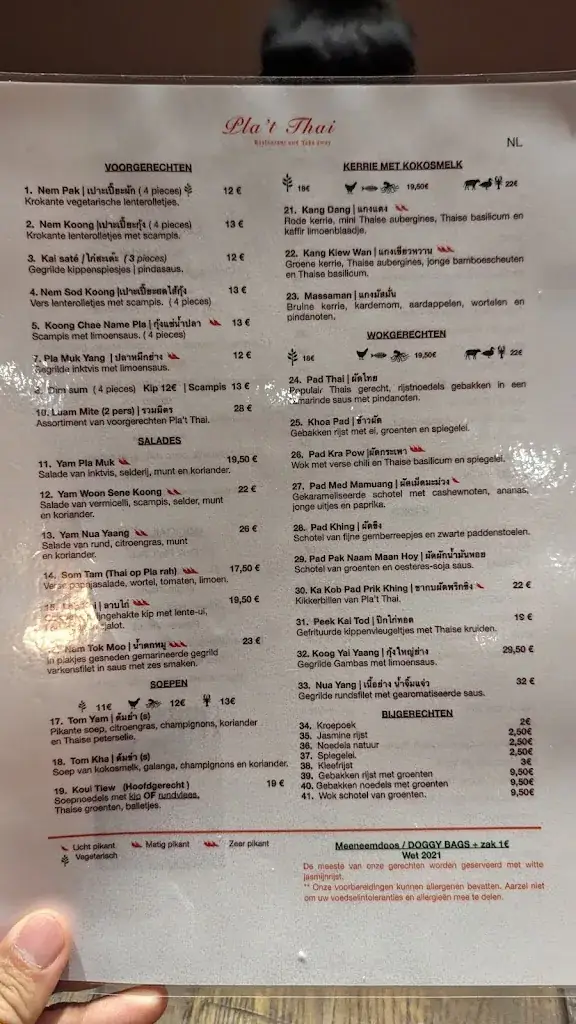 Pla't Thai
Restaurant and Take away
NL
VOORGERECHTEN
1. Nem Pak | เปาะเปี๊ยะผัก ( 4 pieces) 12 €
Krokante vegetarische lenterolletjes.
2. Nem Koong | เปาะเปี๊ยะกุ้ง ( 4 pieces) 13 €
Krokante lenterolletjes met scampis.
3. Kai saté / ไก่สะเต๊ะ (3 pieces) 12 €
Gegrilde kippenspiesjes | pindasaus.
4. Nem Sod Koong | เปาะเปี๊ยะสดไส้กุ้ง 13 €
Vers lenterolletjes met scampis. ( 4 pieces)
5. Koong Chae Name Pla | กุ้งแช่น้ำปลา 13 €
Scampis met limoensaus. ( 4 pieces)
7. Pla Muk Yang | ปลาหมึกย่าง 12 €
Gegrilde inktvis met limoensaus.
Dim sum ( 4 pieces) Kip 12€ | Scampis 13 €
10. Luam Mite (2 pers) | รวมมิตร 28 €
Assortiment van voorgerechten Pla't Thai.
SALADES
11. Yam Pla Muk 19,50 €
Salade van inktvis, selderij, munt en koriander.
12. Yam Woon Sene Koong 22 €
Salade van vermicelli, scampis, selder, munt
en koriander.
13. Yam Nua Yaang 26 €
Salade van rund, citroengras, munt
en koriander.
14. Som Tam (Thai op Pla rah) 17,50 €
Verse papajasalade, wortel, tomaten, limoen.
| ลาบไก่ 19,50 €
ingehakte kip met lente-ui,
sjalot.
Nam Tok Moo | น้ำตกหมู 23 €
in plakjes gesneden gemarineerde gegrild
varkensfilet in saus met zes smaken.
SOEPEN
11€ 12€ 13€
17. Tom Yam | ต้มยำ (s)
Pikante soep, citroengras, champignons, koriander
en Thaise peterselie.
18. Tom Kha | ต้มข่า (s)
Soep van kokosmelk, galanga, champignons en koriander.
19. Koui Tiew (Hoofdgerecht ) 19 €
Soepnoedels met kip OF rundvlees,
Thaise groenten, balletjes.
Licht pikant Matig pikant Zeer pikant
Vegetarisch
KERRIE MET KOKOSMELK
18€ 19,50€ 22€
21. Kang Dang | แกงแดง
Rode kerrie, mini Thaise aubergines, Thaise basilicum en
kaffir limoenblaadje.
22. Kang Kiew Wan | แกงเขียวหวาน
Groene kerrie, Thaise aubergines, jonge bamboescheuten
en Thaise basilicum.
23. Massaman | แกงมัสมั่น
Bruine kerrie, kardemom, aardappelen, wortelen en
pindanoten.
WOKGERECHTEN
18€ 19,50€ 22€
24. Pad Thai | ผัดไทย
Populair Thais gerecht, rijstnoedels gebakken in een
tamarinde saus met pindanoten.
25. Khoa Pad | ข้าวผัด
Gebakken rijst met ei, groenten en spiegelei.
26. Pad Kra Pow | ผัดกระเพา
Wok met verse chili en Thaise basilicum en spiegelei.
27. Pad Med Mamuang | ผัดเม็ดมะม่วง
Gekarameliseerde schotel met cashewnoten, ananas,
jonge uitjes en paprika.
28. Pad Khing | ผัดขิง
Schotel van fijne gemberreepjes en zwarte paddenstoelen.
29. Pad Pak Naam Maan Hoy | ผัดผักน้ำมันหอย
Schotel van groenten en oesteres-soja saus.
30. Ka Kob Pad Prik Khing | ขากบผัดพริกขิง 22 €
Kikkerbillen van Pla'T Thai.
31. Peek Kai Tod | ปีกไก่ทอด 19 €
Gefrituurde kippenvleugeltjes met Thaise kruiden.
32. Koog Yai Yaang | กุ้งใหญ่ย่าง 29,50 €
Gegrilde Gambas met limoensaus.
33. Nua Yang | เนื้อย่าง น้ำจิ้มแจ่ว 32 €
Gegrilde rundsfilet met gearomatiseerde saus.
BIJGERECHTEN
34. Kroepoek 2€
35. Jasmine rijst 2,50€
36. Noedels natuur 2,50€
37. Spiegelei. 2,50€
38. Kleefrijst 3€
39. Gebakken rijst met groenten 9,50€
40. Gebakken noedels met groenten 9,50€
41. Wok schotel van groenten. 9,50€
Meeneemdoos / DOGGY BAGS + zak 1€
Wet 2021
De meeste van onze gerechten worden geserveerd met witte
jasmijnrijst.
** Onze voorbereidingen kunnen allergenen bevatten. Aarzel niet
om uw voedselintoleranties en allergieën mee te delen.